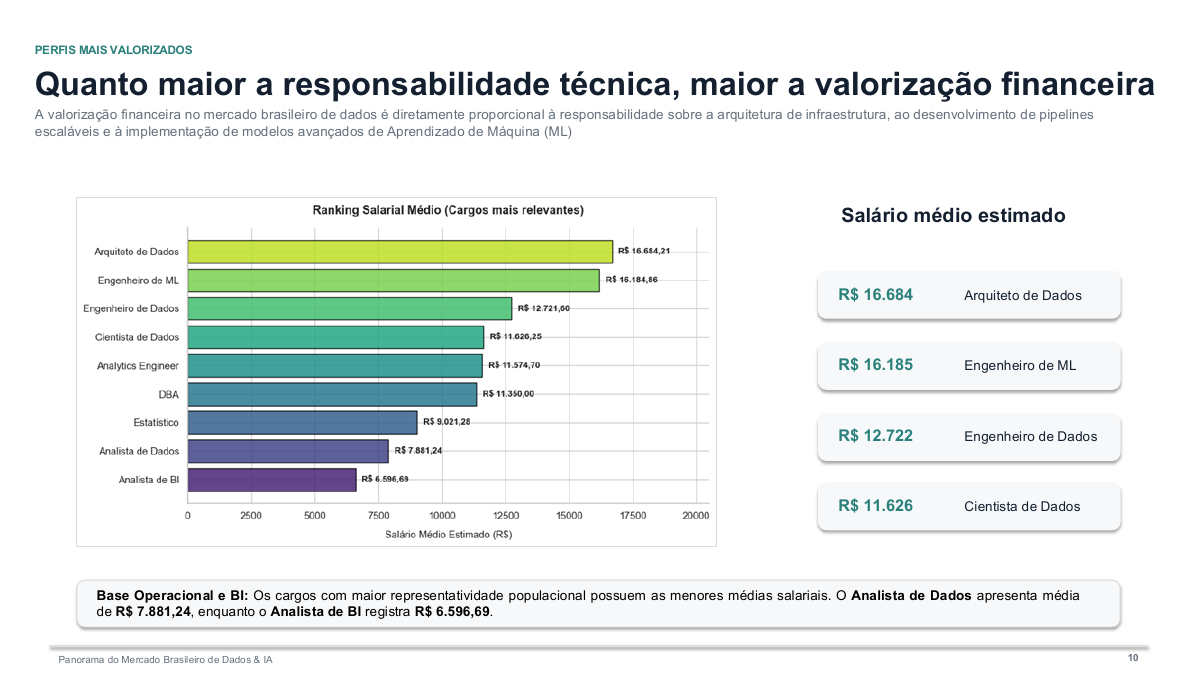 PERFIS MAIS VALORIZADOS
Quanto maior a responsabilidade técnica, maior a valorização financeira
A valorização financeira no mercado brasileiro de dados é diretamente proporcional à responsabilidade sobre a arquitetura de infraestrutura, ao desenvolvimento de pipelines
escaláveis e à implementação de modelos avançados de Aprendizado de Máquina (ML)
Ranking Salarial Médio (Cargos mais relevantes)
Arquiteto de Dados R$ 16.684,21
Engenheiro de ML R$ 16.184,86
Engenheiro de Dados R$ 12.721,60
Cientista de Dados R$ 11.626,25
Analytics Engineer R$ 11.574,70
DBA R$ 11.350,00
Estatístico R$ 9.021,28
Analista de Dados R$ 7.881,24
Analista de BI R$ 6.596,69
0 2500 5000 7500 10000 12500 15000 17500 20000
Salário Médio Estimado (R$)
Salário médio estimado
R$ 16.684 Arquiteto de Dados
R$ 16.185 Engenheiro de ML
R$ 12.722 Engenheiro de Dados
R$ 11.626 Cientista de Dados
Base Operacional e BI: Os cargos com maior representatividade populacional possuem as menores médias salariais. O Analista de Dados apresenta média
de R$ 7.881,24, enquanto o Analista de BI registra R$ 6.596,69.
Panorama do Mercado Brasileiro de Dados & IA
10